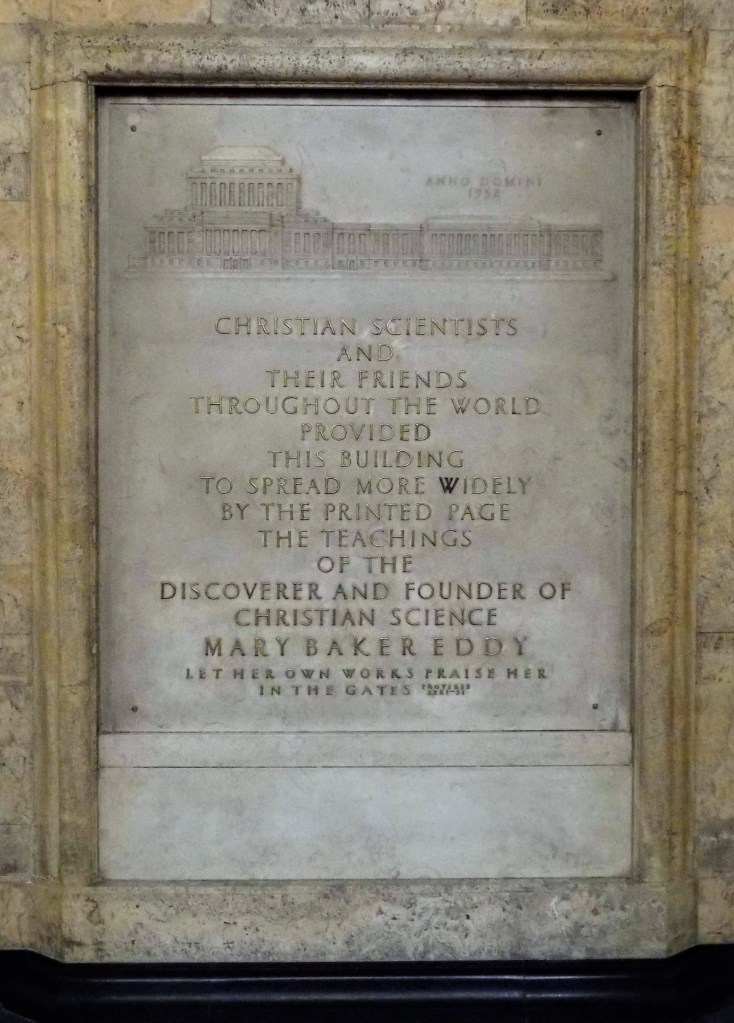 ANNO DOMINI
CHRISTIAN SCIENTISTS
AND
THEIR FRIENDS
THROUGHOUT THE WORLD
PROVIDED
THIS BUILDING
TO SPREAD MORE WIDELY
BY THE PRINTED PAGE
THE TEACHINGS
OF THE
DISCOVERER AND FOUNDER OF
CHRISTIAN SCIENCE
MARY BAKER EDDY
LET HER OWN WORKS PRAISE HER
IN THE GATES PROVERBS